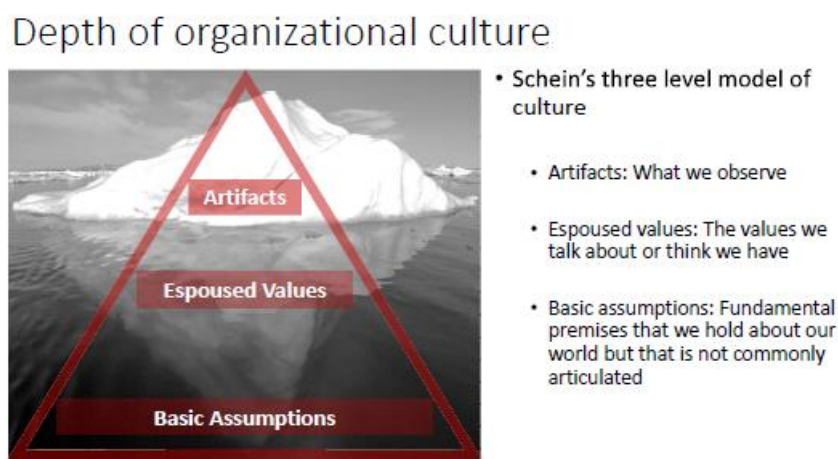 Depth of organizational culture
Artifacts
Espoused Values
Basic Assumptions
• Schein's three level model of
culture
• Artifacts: What we observe
• Espoused values: The values we
talk about or think we have
• Basic assumptions: Fundamental
premises that we hold about our
world but that is not commonly
articulated